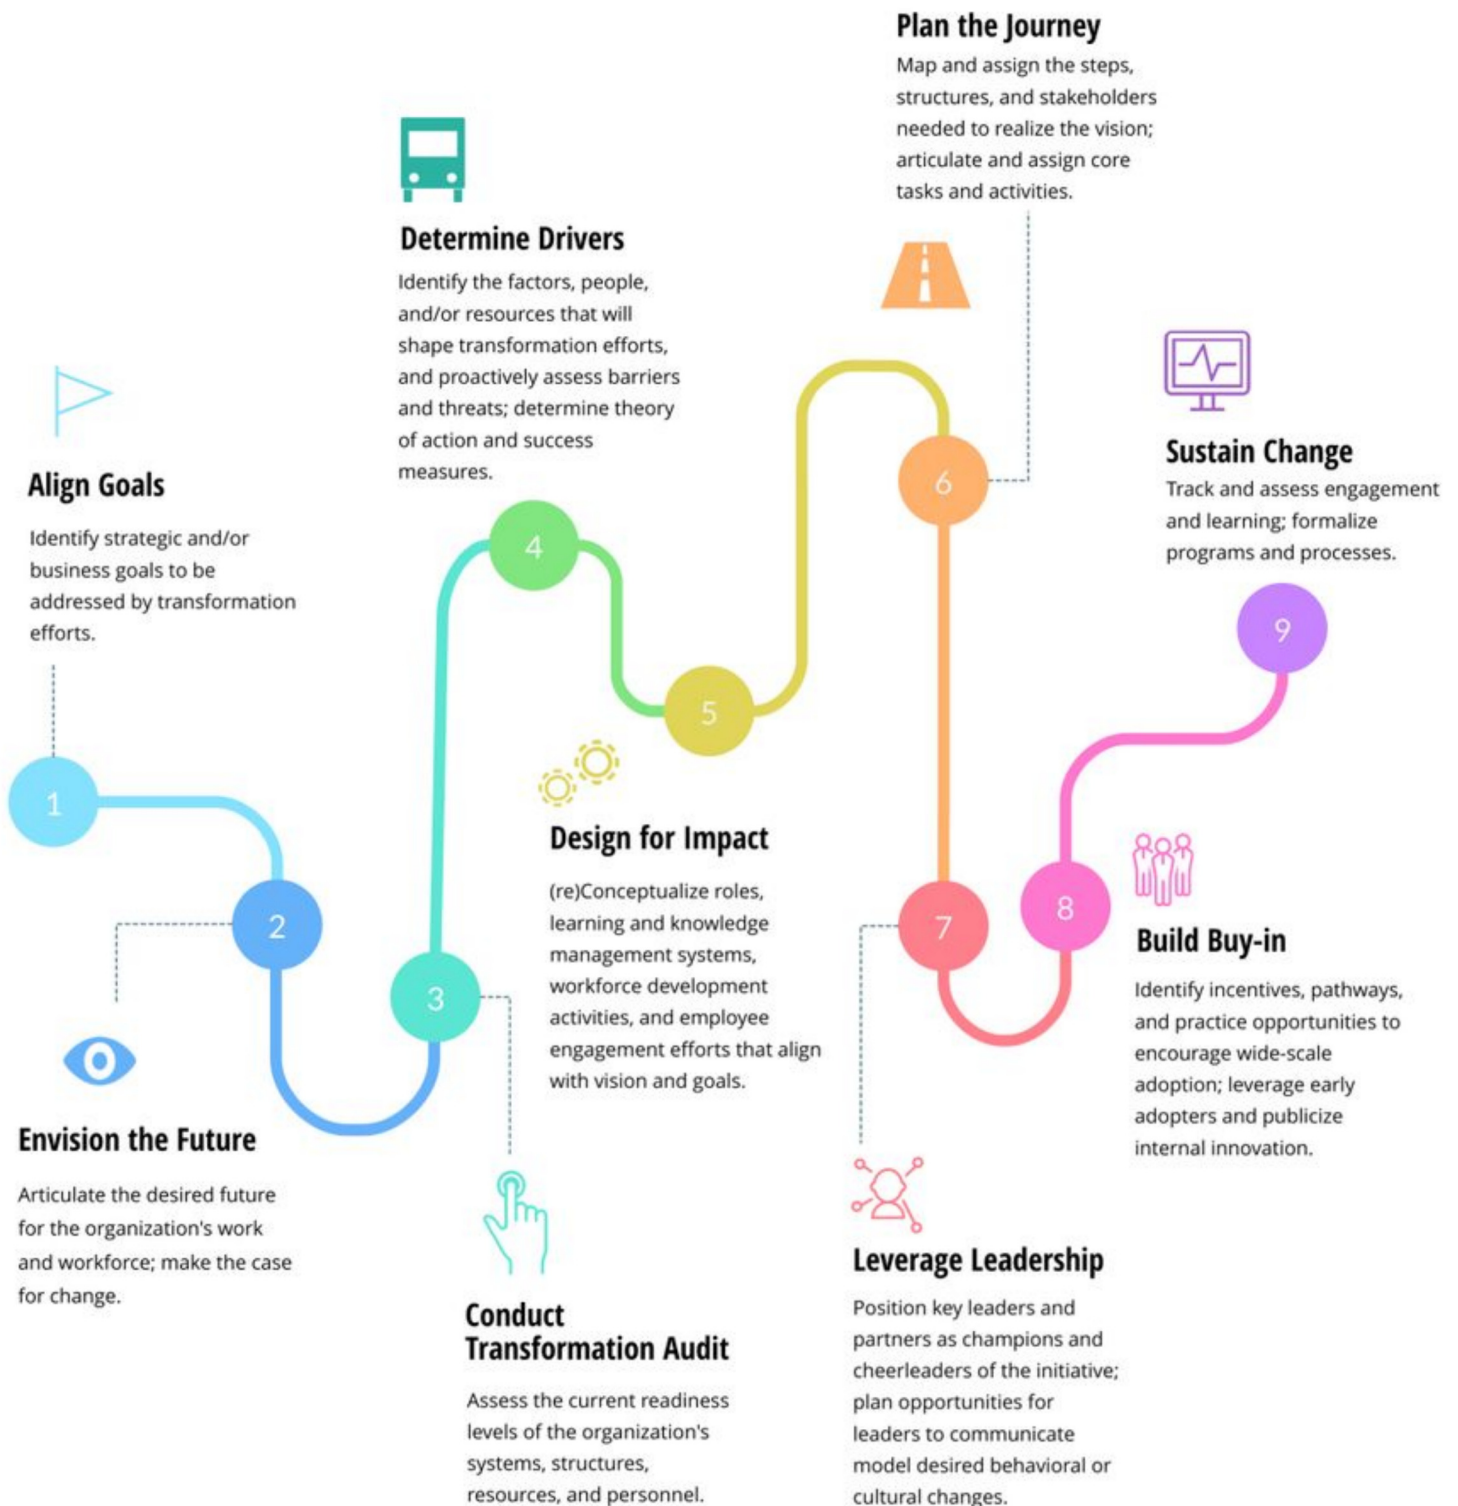 1
Align Goals
Identify strategic and/or
business goals to be
addressed by transformation
efforts.
2
Envision the Future
Articulate the desired future
for the organization's work
and workforce; make the case
for change.
3
Conduct
Transformation Audit
Assess the current readiness
levels of the organization's
systems, structures,
resources, and personnel.
4
Determine Drivers
Identify the factors, people,
and/or resources that will
shape transformation efforts,
and proactively assess barriers
and threats; determine theory
of action and success
measures.
5
Design for Impact
(re)Conceptualize roles,
learning and knowledge
management systems,
workforce development
activities, and employee
engagement efforts that align
with vision and goals.
6
Plan the Journey
Map and assign the steps,
structures, and stakeholders
needed to realize the vision;
articulate and assign core
tasks and activities.
7
Leverage Leadership
Position key leaders and
partners as champions and
cheerleaders of the initiative;
plan opportunities for
leaders to communicate
model desired behavioral or
cultural changes.
8
Build Buy-in
Identify incentives, pathways,
and practice opportunities to
encourage wide-scale
adoption; leverage early
adopters and publicize
internal innovation.
9
Sustain Change
Track and assess engagement
and learning; formalize
programs and processes.